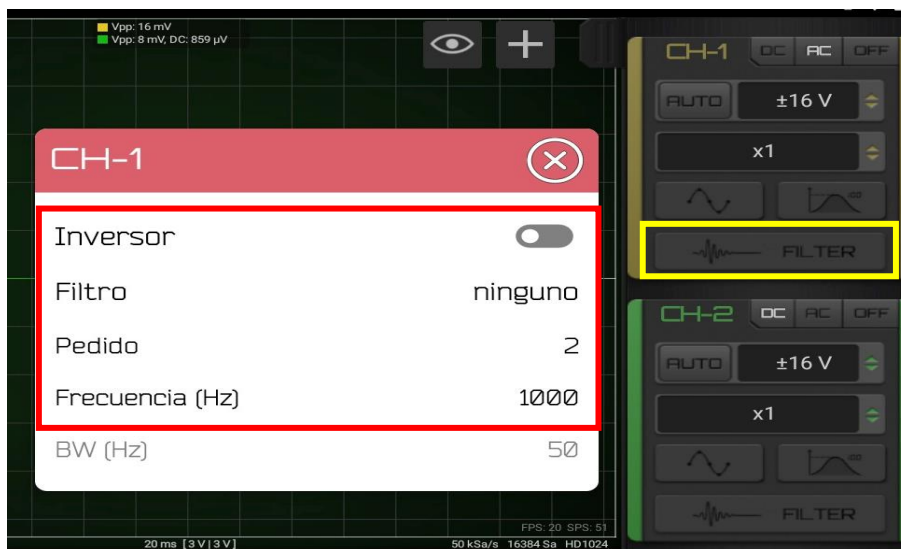 Vpp: 16 mV
Vpp: 8 mV, DC: 859 µV
CH-1
Inversor
Filtro ninguno
Pedido 2
Frecuencia (Hz) 1000
BW (Hz) 50
FPS: 20 SPS: 51
20 ms [3 V|3 V] 50 kSa/s 16384 Sa HD1024
CH-1 DC AC OFF
AUTO ±16 V
x1
FILTER
CH-2 DC AC OFF
AUTO ±16 V
x1
FILTER